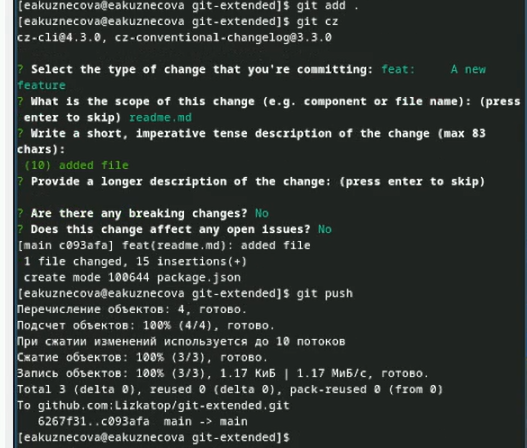 [eakuznecova@eakuznecova git-extended]$ git add .
[eakuznecova@eakuznecova git-extended]$ git cz
cz-cli@4.3.0, cz-conventional-changelog@3.3.0
? Select the type of change that you're committing: feat:     A new
feature
? What is the scope of this change (e.g. component or file name): (press
enter to skip) readme.md
? Write a short, imperative tense description of the change (max 83
chars):
(10) added file
? Provide a longer description of the change: (press enter to skip)
? Are there any breaking changes? No
? Does this change affect any open issues? No
[main c093afa] feat(readme.md): added file
1 file changed, 15 insertions(+)
create mode 100644 package.json
[eakuznecova@eakuznecova git-extended]$ git push
Перечисление объектов: 4, готово.
Подсчет объектов: 100% (4/4), готово.
При сжатии изменений используется до 10 потоков
Сжатие объектов: 100% (3/3), готово.
Запись объектов: 100% (3/3), 1.17 КиБ | 1.17 МиБ/с, готово.
Total 3 (delta 0), reused 0 (delta 0), pack-reused 0 (from 0)
To github.com:Lizkatop/git-extended.git
6267f31..c093afa  main -> main
[eakuznecova@eakuznecova git-extended]$